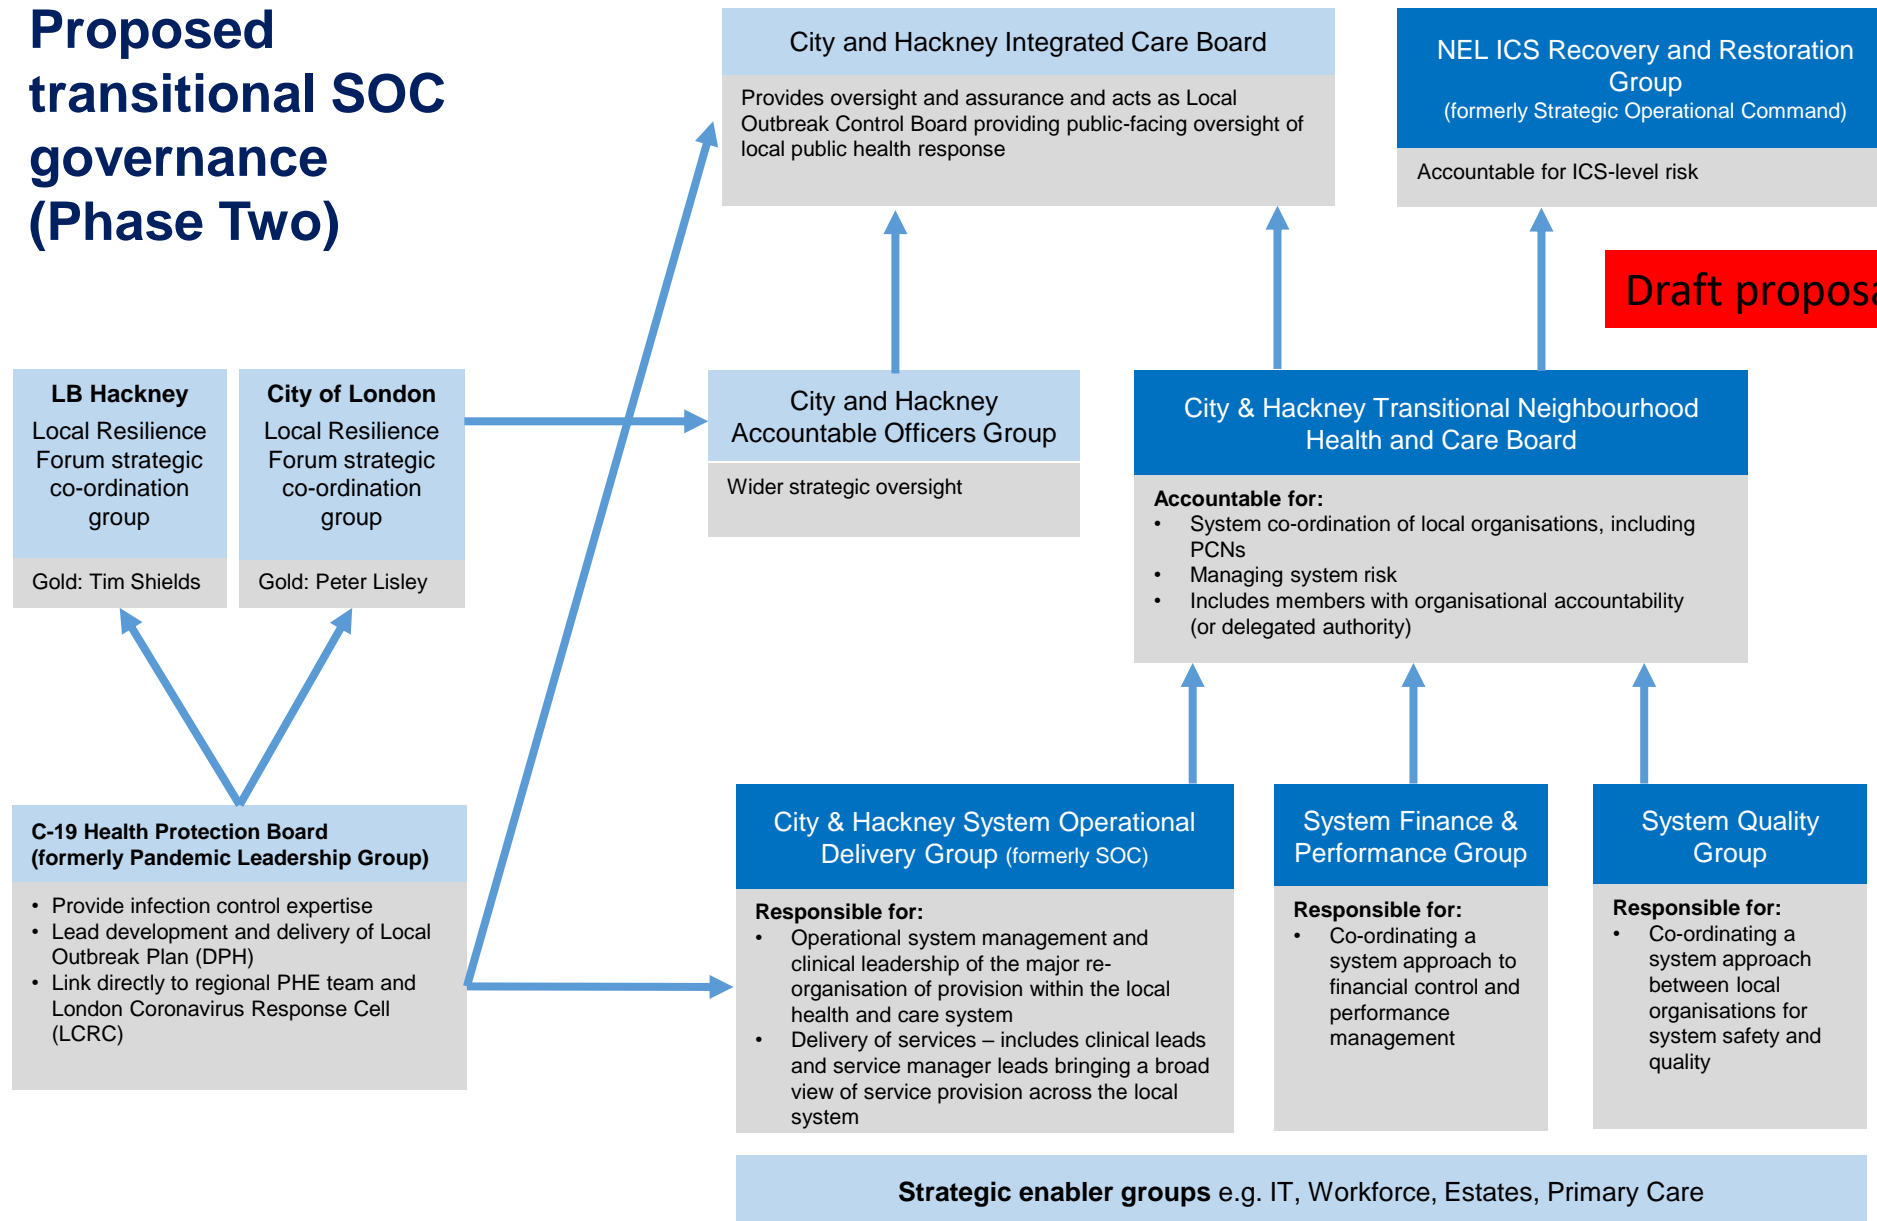 Proposed
transitional SOC
governance
(Phase Two)
City and Hackney Integrated Care Board
Provides oversight and assurance and acts as Local
Outbreak Control Board providing public-facing oversight of
local public health response
NEL ICS Recovery and Restoration
Group
(formerly Strategic Operational Command)
Accountable for ICS-level risk
Draft proposa
LB Hackney
Local Resilience
Forum strategic
co-ordination
group
Gold: Tim Shields
City of London
Local Resilience
Forum strategic
co-ordination
group
Gold: Peter Lisley
City and Hackney
Accountable Officers Group
Wider strategic oversight
City & Hackney Transitional Neighbourhood
Health and Care Board
Accountable for:
• System co-ordination of local organisations, including
PCNs
• Managing system risk
• Includes members with organisational accountability
(or delegated authority)
C-19 Health Protection Board
(formerly Pandemic Leadership Group)
• Provide infection control expertise
• Lead development and delivery of Local
Outbreak Plan (DPH)
• Link directly to regional PHE team and
London Coronavirus Response Cell
(LCRC)
City & Hackney System Operational
Delivery Group (formerly SOC)
Responsible for:
• Operational system management and
clinical leadership of the major re-
organisation of provision within the local
health and care system
• Delivery of services – includes clinical leads
and service manager leads bringing a broad
view of service provision across the local
system
System Finance &
Performance Group
Responsible for:
• Co-ordinating a
system approach to
financial control and
performance
management
System Quality
Group
Responsible for:
• Co-ordinating a
system approach
between local
organisations for
system safety and
quality
Strategic enabler groups e.g. IT, Workforce, Estates, Primary Care